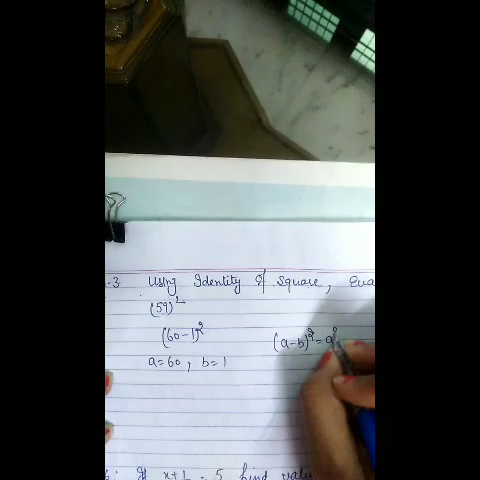 .3 Using Identity of Square, Eva
(59)²
(60-1)² (a-b)² = a²
a=60, b=1
If x+1 = 5 find valu